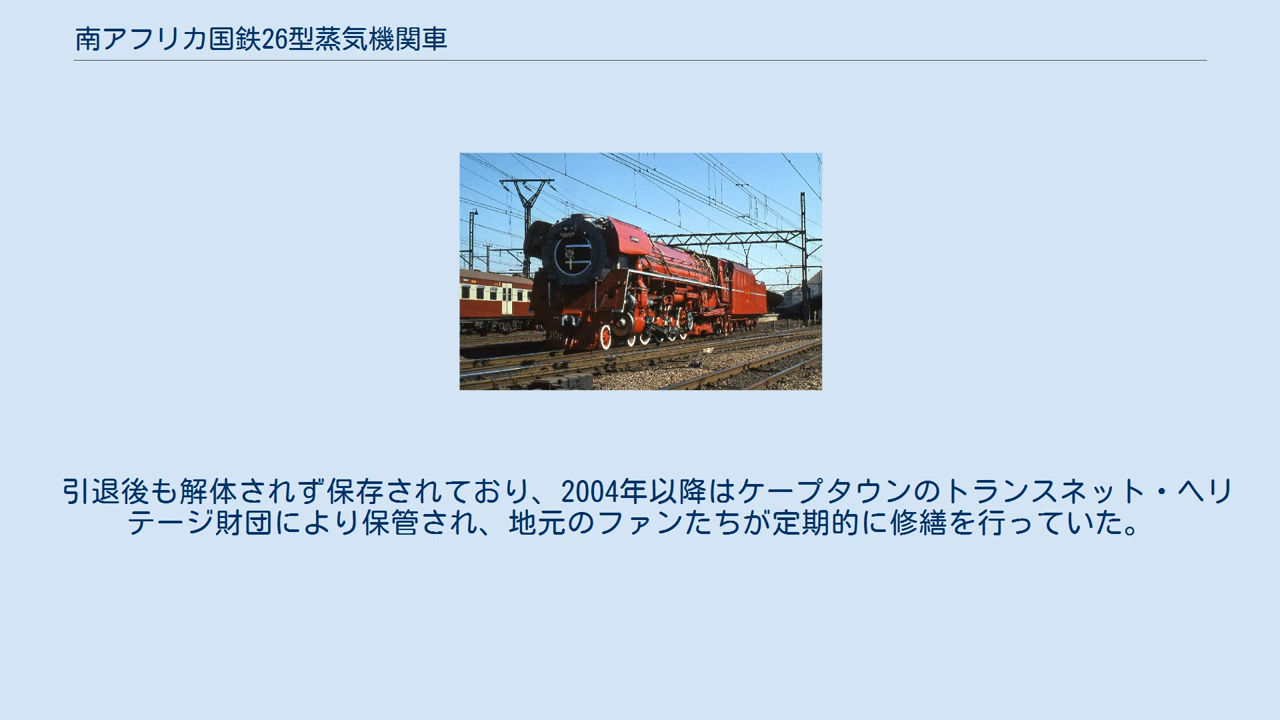 南アフリカ国鉄26型蒸気機関車
引退後も解体されず保存されており、2004年以降はケープタウンのトランスネット・ヘリ
テージ財団により保管され、地元のファンたちが定期的に修繕を行っていた。